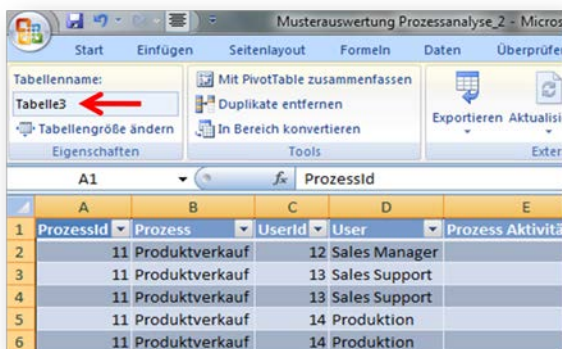 Musterauswertung Prozessanalyse_2 - Micros
Start Einfügen Seitenlayout Formeln Daten Überprüfe
Tabellenname:
Tabelle3
Tabellengröße ändern
Eigenschaften
Mit PivotTable zusammenfassen
Duplikate entfernen
In Bereich konvertieren
Tools
Exportieren Aktualisi
Exter
A1 fx ProzessId
A B C D E
1 ProzessId Prozess UserId User Prozess Aktivitä
2 11 Produktverkauf 12 Sales Manager
3 11 Produktverkauf 13 Sales Support
4 11 Produktverkauf 13 Sales Support
5 11 Produktverkauf 14 Produktion
6 11 Produktverkauf 14 Produktion